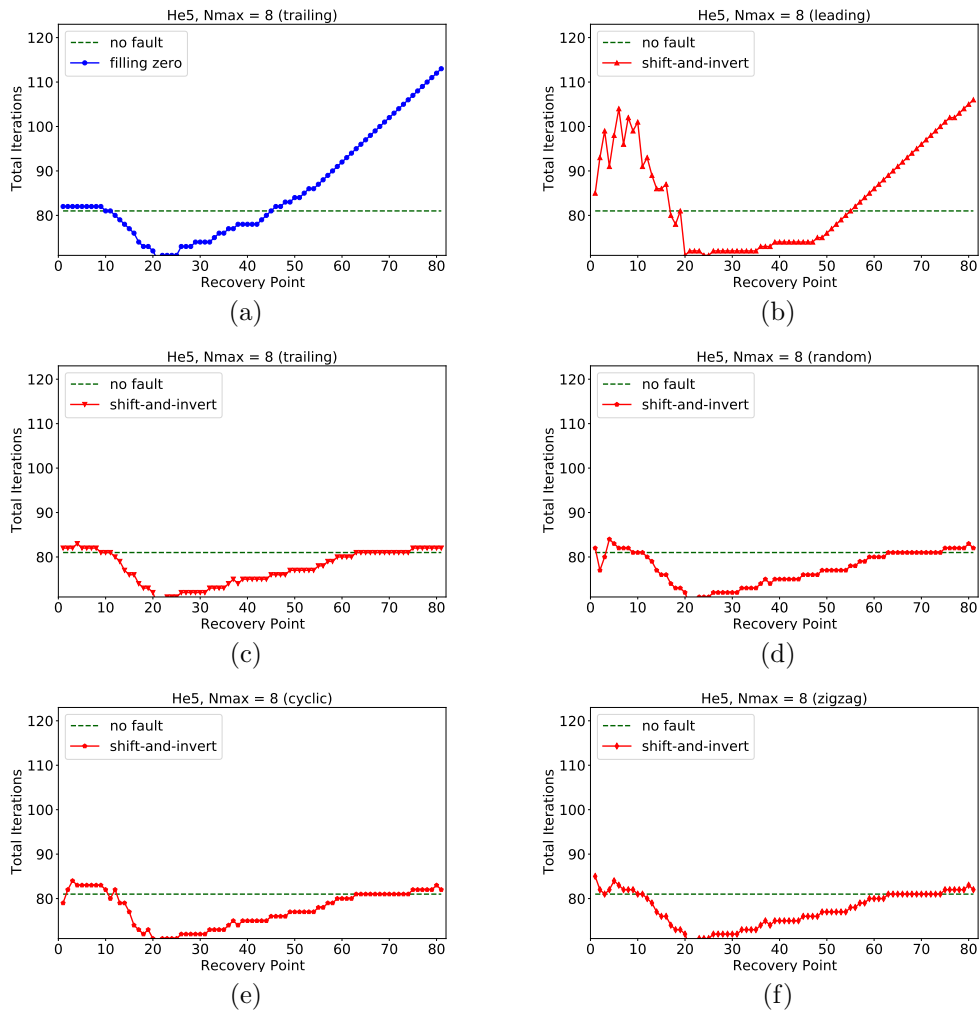 He5, Nmax = 8 (trailing)
no fault
filling zero
Total Iterations
120
110
100
90
80
0 10 20 30 40 50 60 70 80
Recovery Point
(a)
He5, Nmax = 8 (leading)
no fault
shift-and-invert
Total Iterations
120
110
100
90
80
0 10 20 30 40 50 60 70 80
Recovery Point
(b)
He5, Nmax = 8 (trailing)
no fault
shift-and-invert
Total Iterations
120
110
100
90
80
0 10 20 30 40 50 60 70 80
Recovery Point
(c)
He5, Nmax = 8 (random)
no fault
shift-and-invert
Total Iterations
120
110
100
90
80
0 10 20 30 40 50 60 70 80
Recovery Point
(d)
He5, Nmax = 8 (cyclic)
no fault
shift-and-invert
Total Iterations
120
110
100
90
80
0 10 20 30 40 50 60 70 80
Recovery Point
(e)
He5, Nmax = 8 (zigzag)
no fault
shift-and-invert
Total Iterations
120
110
100
90
80
0 10 20 30 40 50 60 70 80
Recovery Point
(f)